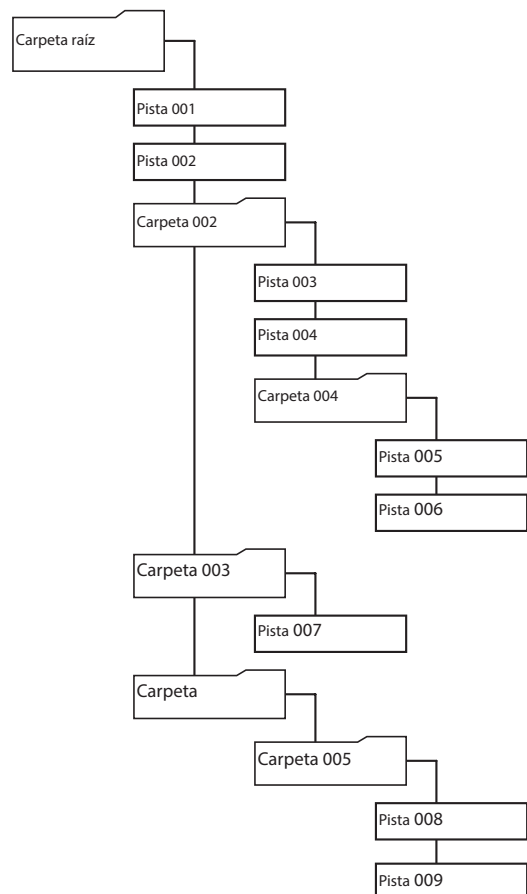 Carpeta raíz
Pista 001
Pista 002
Carpeta 002
Pista 003
Pista 004
Carpeta 004
Pista 005
Pista 006
Carpeta 003
Pista 007
Carpeta
Carpeta 005
Pista 008
Pista 009